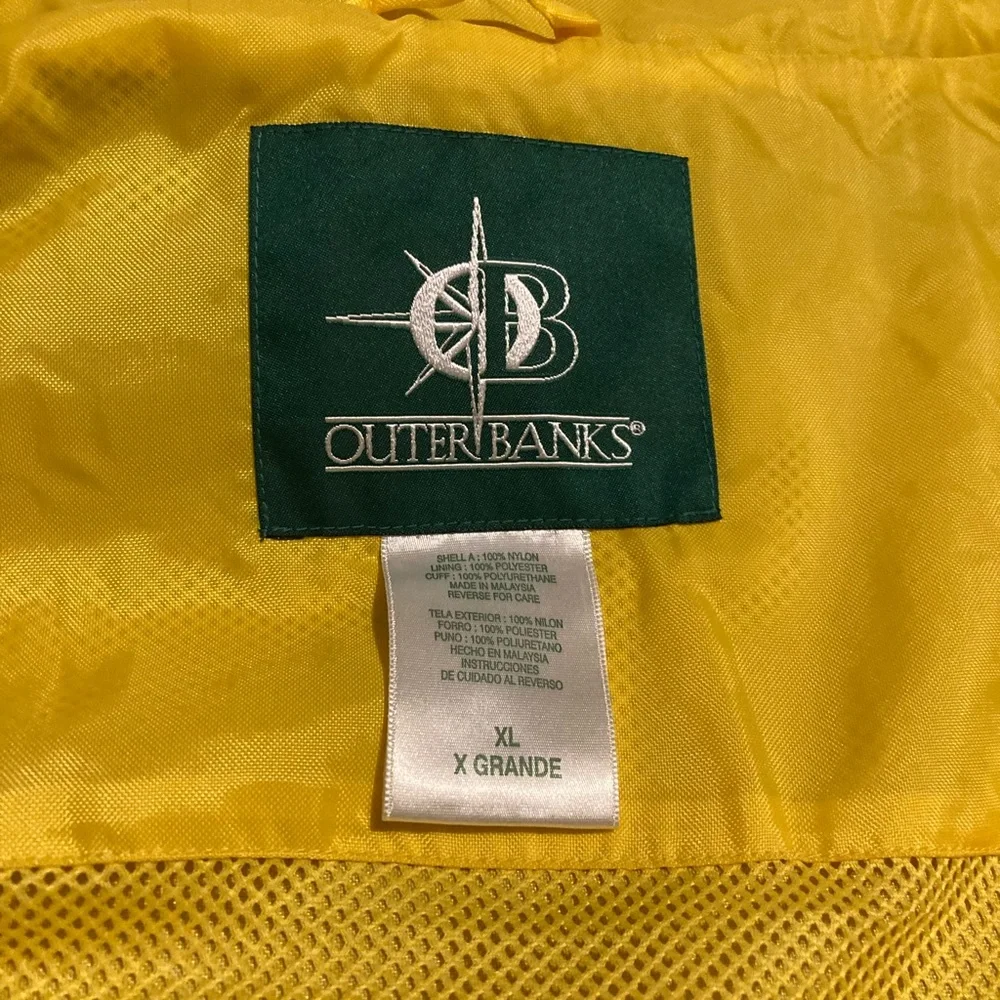 OB
OUTER BANKS®
SHELL A : 100% NYLON
LINING : 100% POLYESTER
CUFF : 100% POLYURETHANE
MADE IN MALAYSIA
REVERSE FOR CARE
TELA EXTERIOR : 100% NILON
FORRO : 100% POLIESTER
PUNO : 100% POLIURETANO
HECHO EN MALAYSIA
INSTRUCCIONES
DE CUIDADO AL REVERSO
XL
X GRANDE